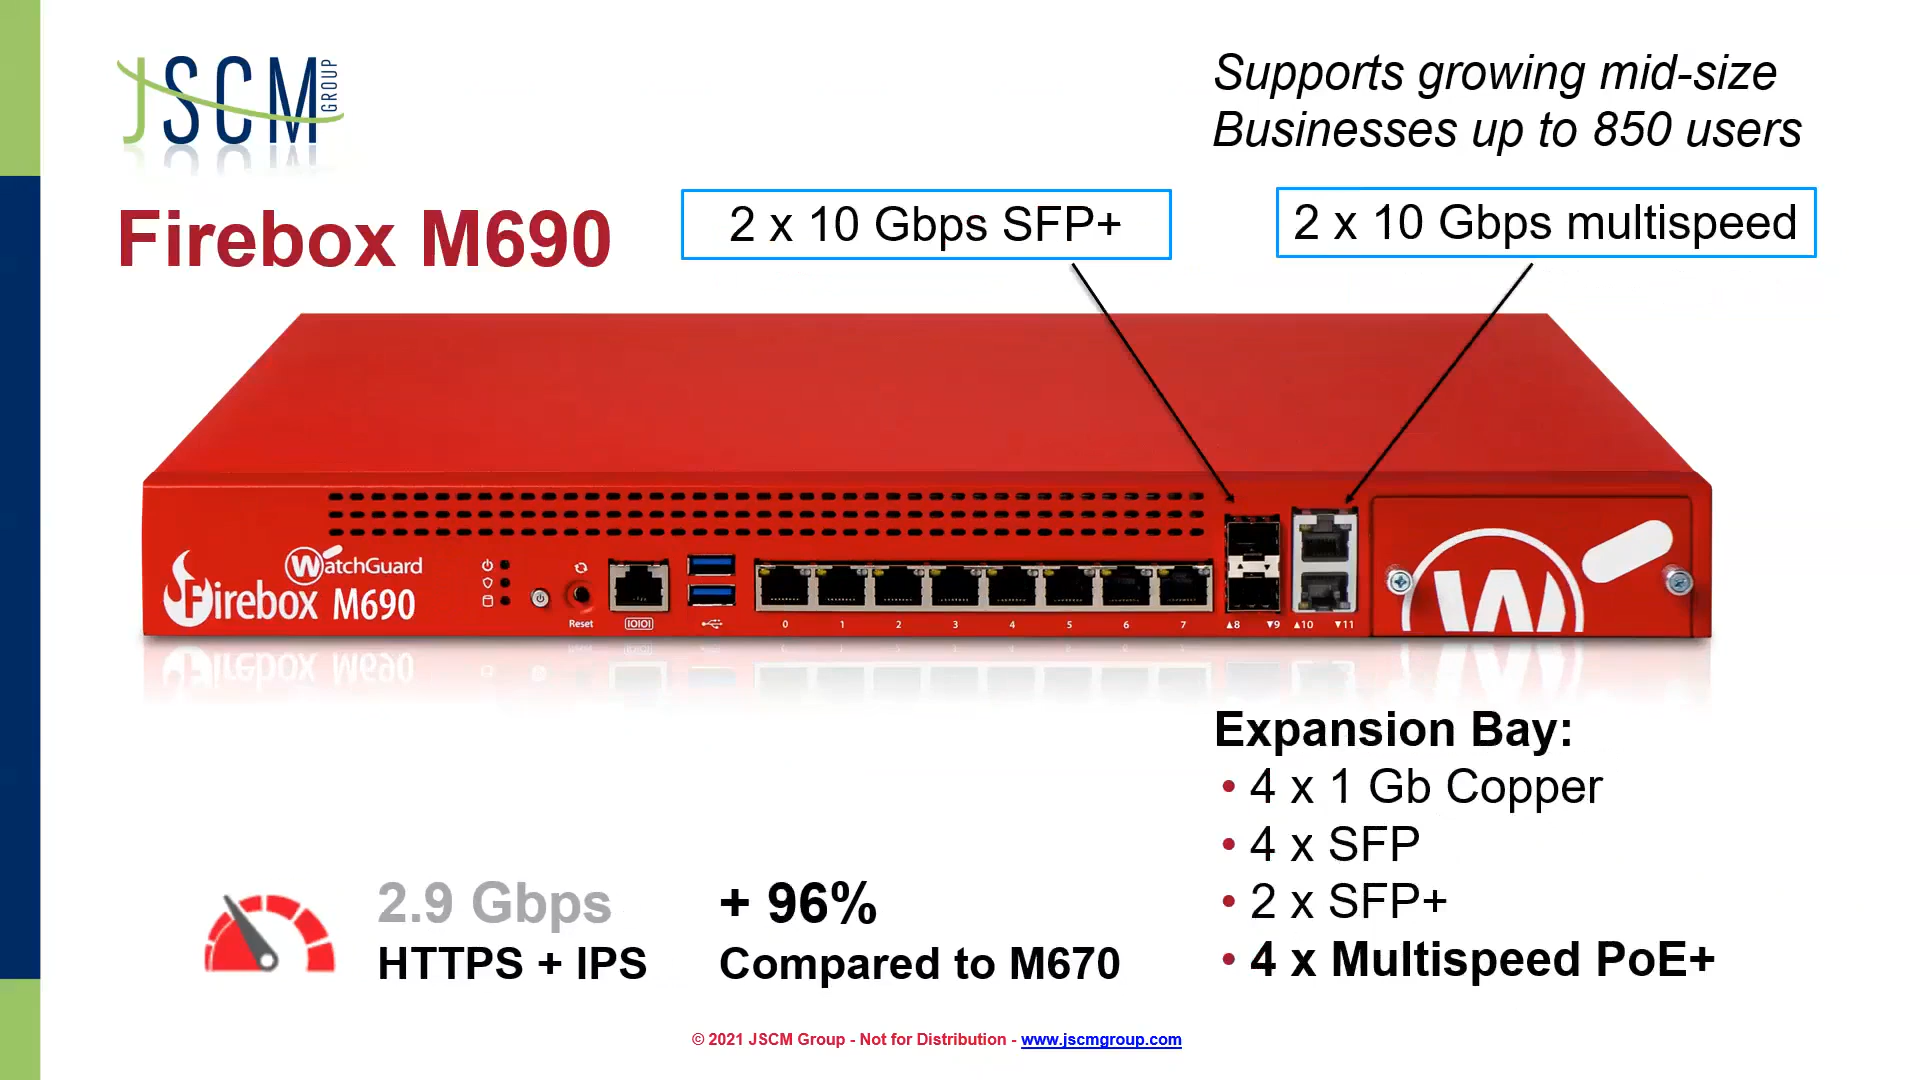 JSCM GROUP
Supports growing mid-size
Businesses up to 850 users
Firebox M690
2 x 10 Gbps SFP+
2 x 10 Gbps multispeed
WatchGuard
Firebox M690
Reset
IOIOI
0 1 2 3 4 5 6 7 ▲8 ▼9 ▲10 ▼11
W
Expansion Bay:
• 4 x 1 Gb Copper
• 4 x SFP
• 2 x SFP+
• 4 x Multispeed PoE+
2.9 Gbps
HTTPS + IPS
+ 96%
Compared to M670
© 2021 JSCM Group - Not for Distribution - www.jscmgroup.com